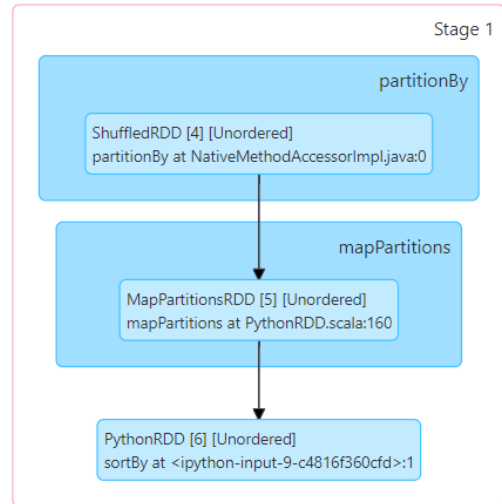 Stage 1
partitionBy
ShuffledRDD [4] [Unordered]
partitionBy at NativeMethodAccessorImpl.java:0
mapPartitions
MapPartitionsRDD [5] [Unordered]
mapPartitions at PythonRDD.scala:160
PythonRDD [6] [Unordered]
sortBy at <ipython-input-9-c4816f360cfd>:1